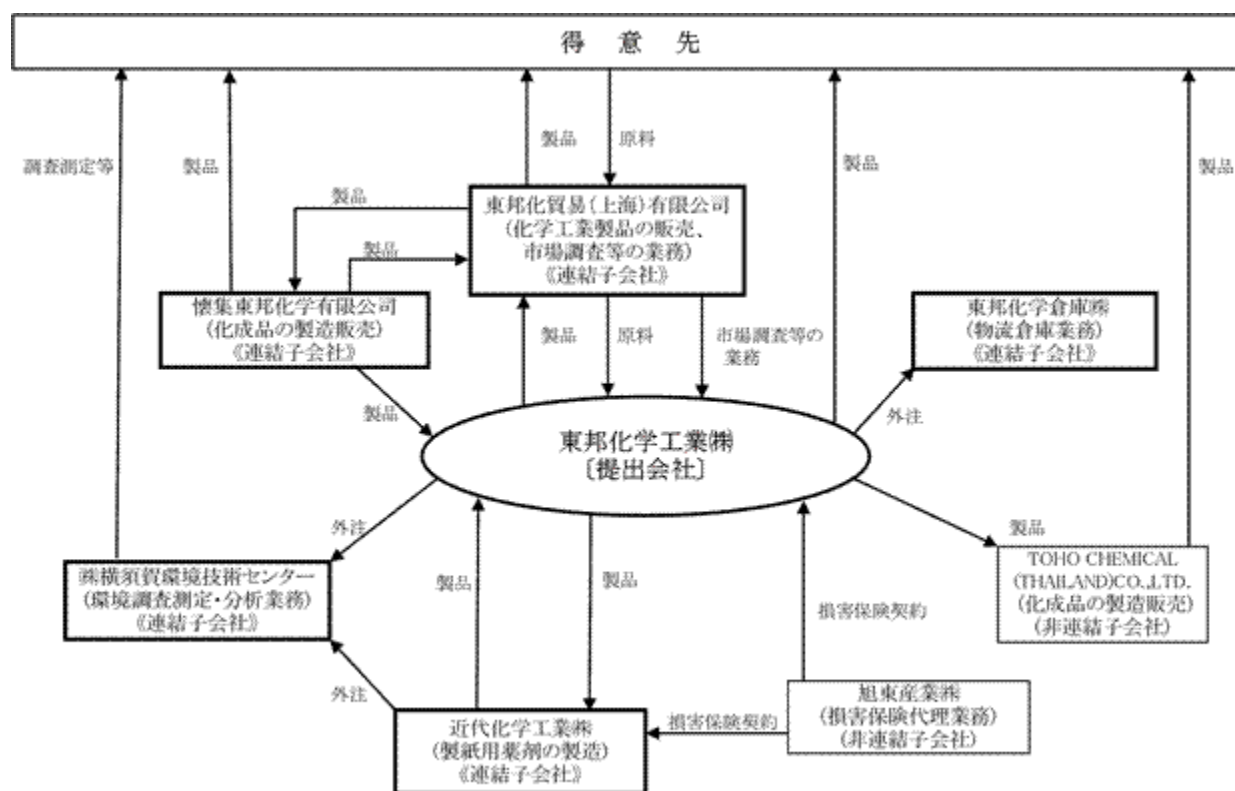 得意先
調査測定等
製品
製品
原料
製品
製品
製品
東邦化貿易(上海)有限公司
(化学工業製品の販売、
市場調査等の業務)
《連結子会社》
製品
懐集東邦化学有限公司
(化成品の製造販売)
《連結子会社》
東邦化学倉庫㈱
(物流倉庫業務)
《連結子会社》
製品
原料
市場調査等の
業務
製品
外注
東邦化学工業㈱
〔提出会社〕
外注
製品
製品
製品
㈱横須賀環境技術センター
(環境調査測定・分析業務)
《連結子会社》
TOHO CHEMICAL
(THAILAND)CO.,LTD.
(化成品の製造販売)
(非連結子会社)
損害保険契約
外注
近代化学工業㈱
(製紙用薬剤の製造)
《連結子会社》
損害保険契約
旭東産業㈱
(損害保険代理業務)
(非連結子会社)